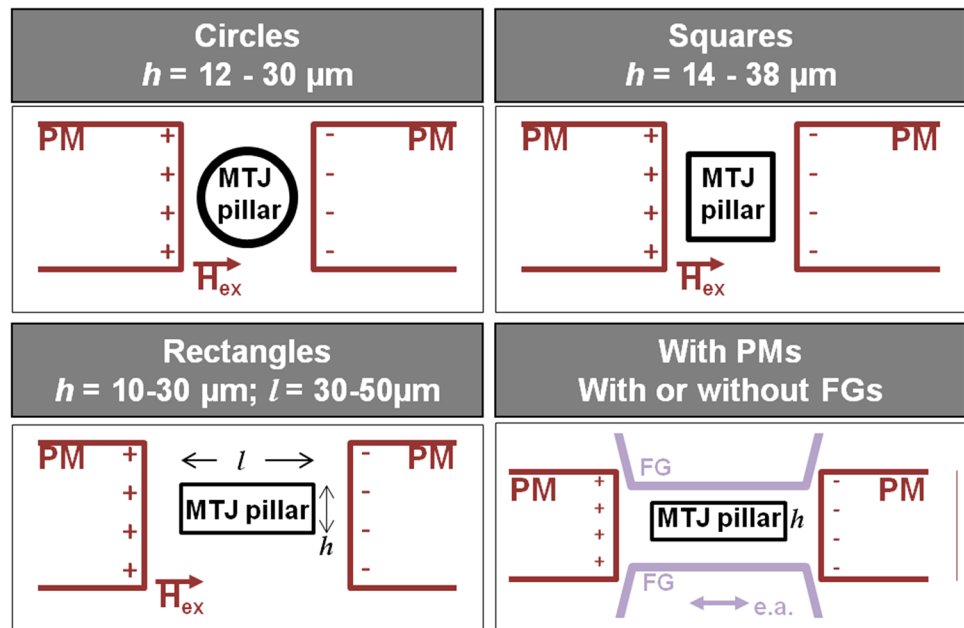 Circles
h = 12 - 30 µm
PM
+
+
+
+
MTJ
pillar
Hex
-
-
-
-
PM
Squares
h = 14 - 38 µm
PM
+
+
+
+
MTJ
pillar
Hex
-
-
-
-
PM
Rectangles
h = 10-30 µm; l = 30-50µm
PM
+
+
+
+
l
MTJ pillar
h
Hex
-
-
-
-
PM
With PMs
With or without FGs
FG
PM
+
+
+
+
MTJ pillar h
-
-
-
-
PM
FG
e.a.